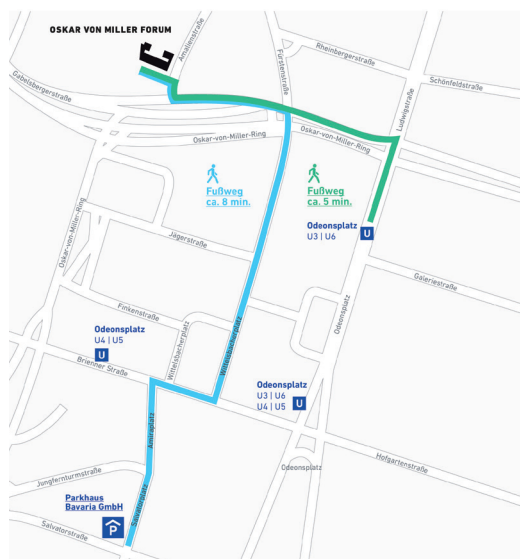 OSKAR VON MILLER FORUM
Amalienstraße
Fürstenstraße
Rheinbergerstraße
Schönfeldstraße
Gabelsbergerstraße
Ludwigstraße
Oskar-von-Miller-Ring
Oskar-von-Miller-Ring
Fußweg
ca. 8 min.
Fußweg
ca. 5 min.
Oskar-von-Miller-Ring
Odeonsplatz
U3 | U6
U
Jägerstraße
Galeriestraße
Finkenstraße
Odeonsplatz
Odeonsplatz
U4 | U5
U
Wittelsbacherplatz
Wittelsbacherplatz
Brienner Straße
Odeonsplatz
U3 | U6
U4 | U5
U
Amiraplatz
Hofgartenstraße
Odeonsplatz
Jungfernturmstraße
Parkhaus
Bavaria GmbH
P
Salvatorplatz
Salvatorstraße